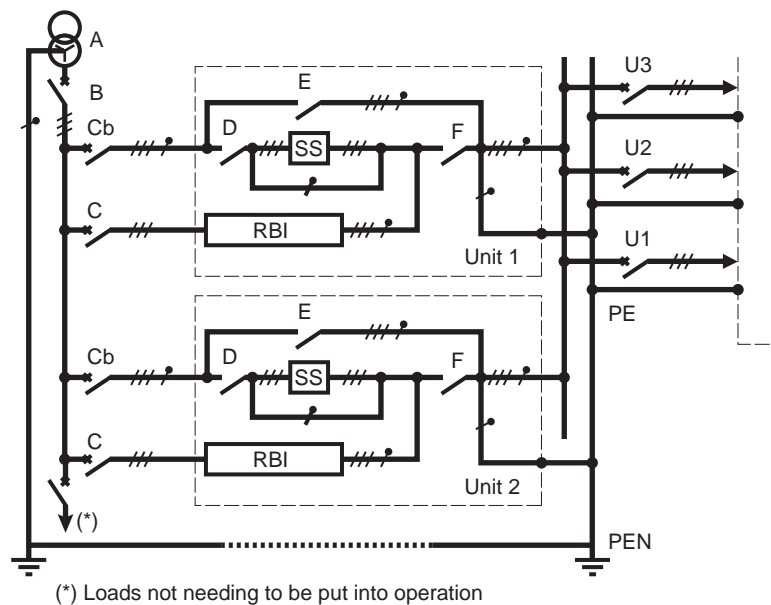 A
B
Cb
D
E
SS
F
C
RBI
Unit 1
U3
U2
U1
PE
Cb
D
E
SS
F
C
RBI
Unit 2
(*)
PEN
(*) Loads not needing to be put into operation